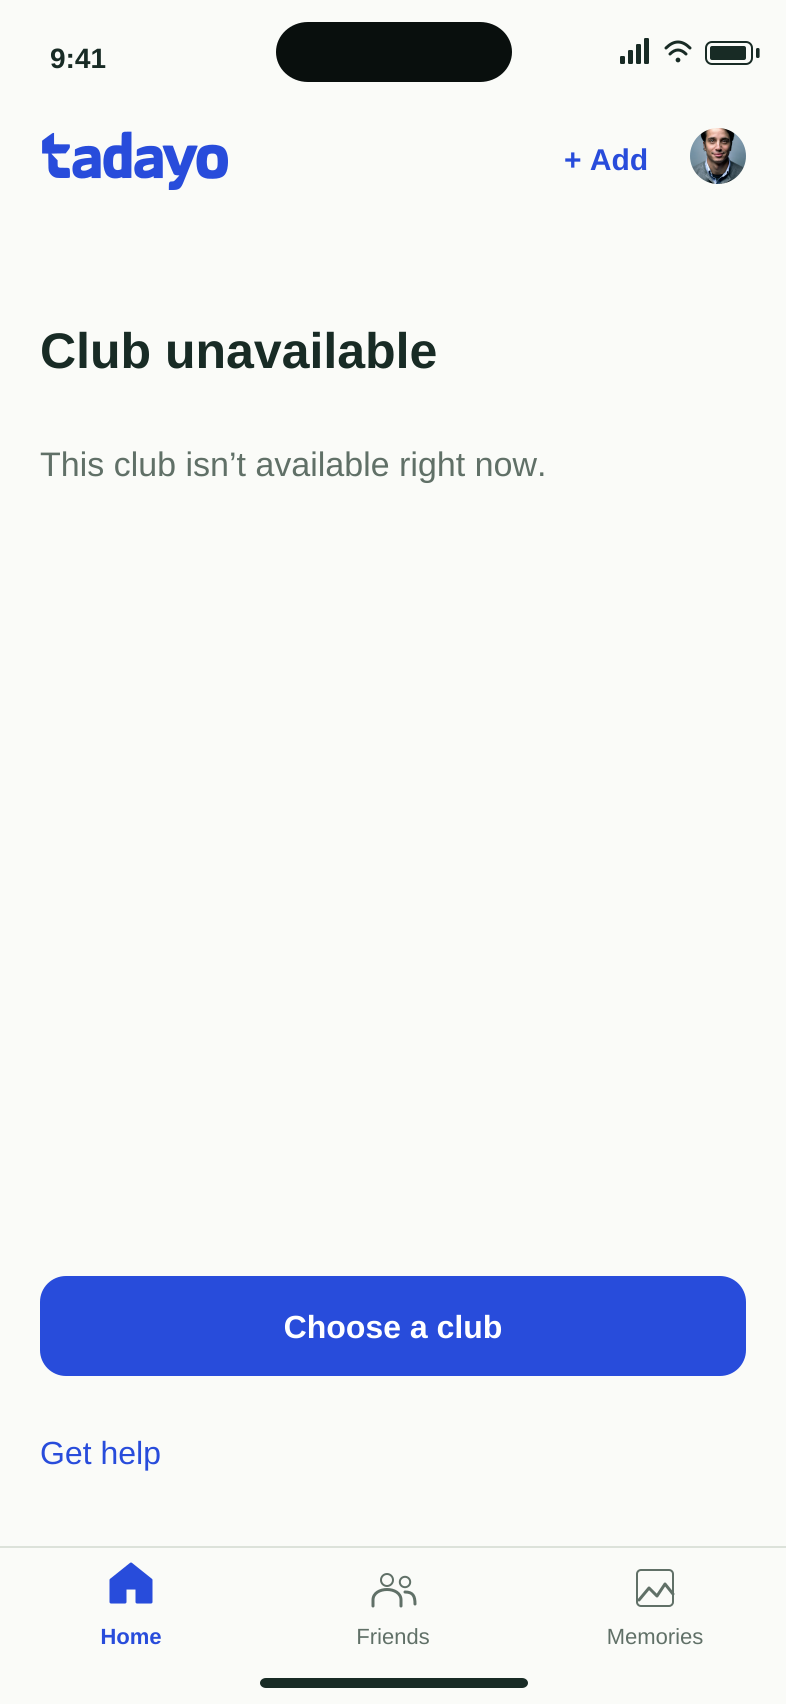 9:41
tadayo
+ Add
Club unavailable
This club isn’t available right now.
Choose a club
Get help
Home
Friends
Memories